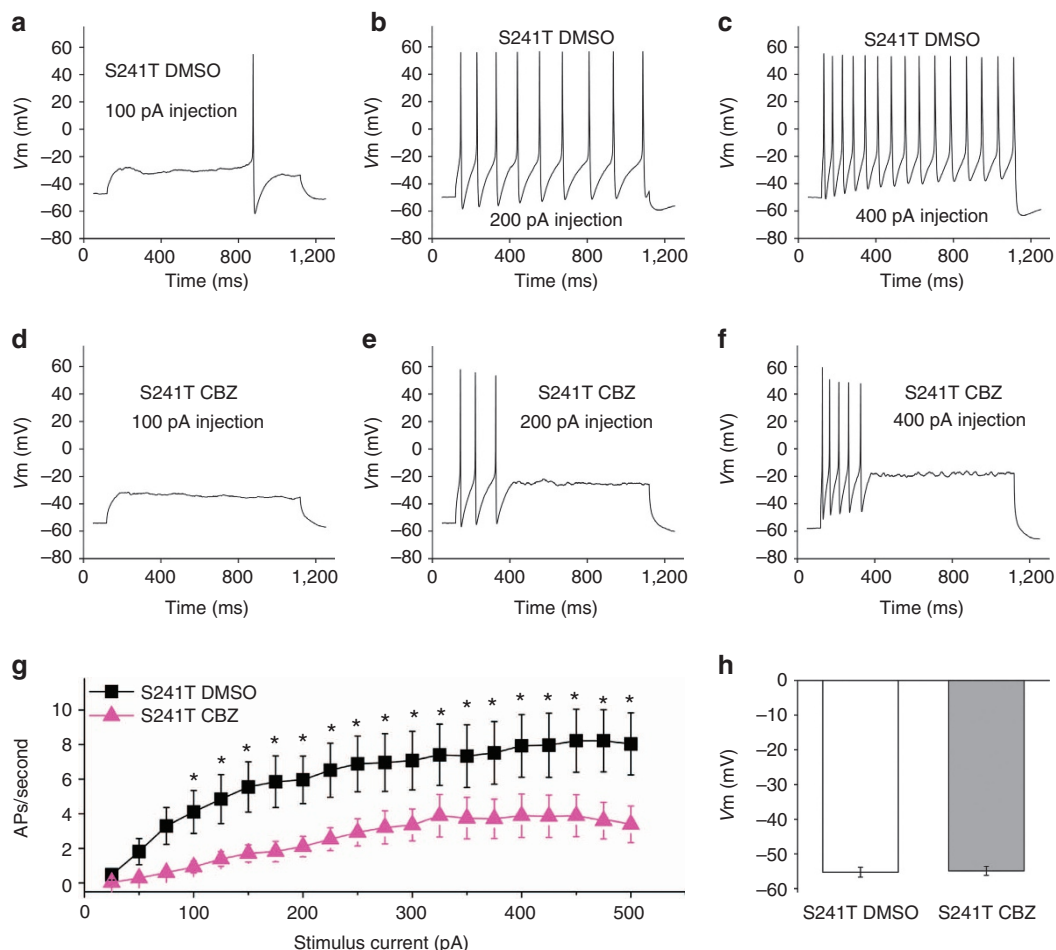 a
60
40
20
0
−20
−40
−60
−80
Vm (mV)
S241T DMSO
100 pA injection
0
400
800
1,200
Time (ms)
b
60
40
20
0
−20
−40
−60
−80
Vm (mV)
S241T DMSO
200 pA injection
0
400
800
1,200
Time (ms)
c
60
40
20
0
−20
−40
−60
−80
Vm (mV)
S241T DMSO
400 pA injection
0
400
800
1,200
Time (ms)
d
60
40
20
0
−20
−40
−60
−80
Vm (mV)
S241T CBZ
100 pA injection
0
400
800
1,200
Time (ms)
e
60
40
20
0
−20
−40
−60
−80
Vm (mV)
S241T CBZ
200 pA injection
0
400
800
1,200
Time (ms)
f
60
40
20
0
−20
−40
−60
−80
Vm (mV)
S241T CBZ
400 pA injection
0
400
800
1,200
Time (ms)
g
S241T DMSO
S241T CBZ
10
8
6
4
2
0
APs/second
* * * * * * * * * * * * * * * * *
0
100
200
300
400
500
Stimulus current (pA)
h
0
−10
−20
−30
−40
−50
−60
Vm (mV)
S241T DMSO
S241T CBZ